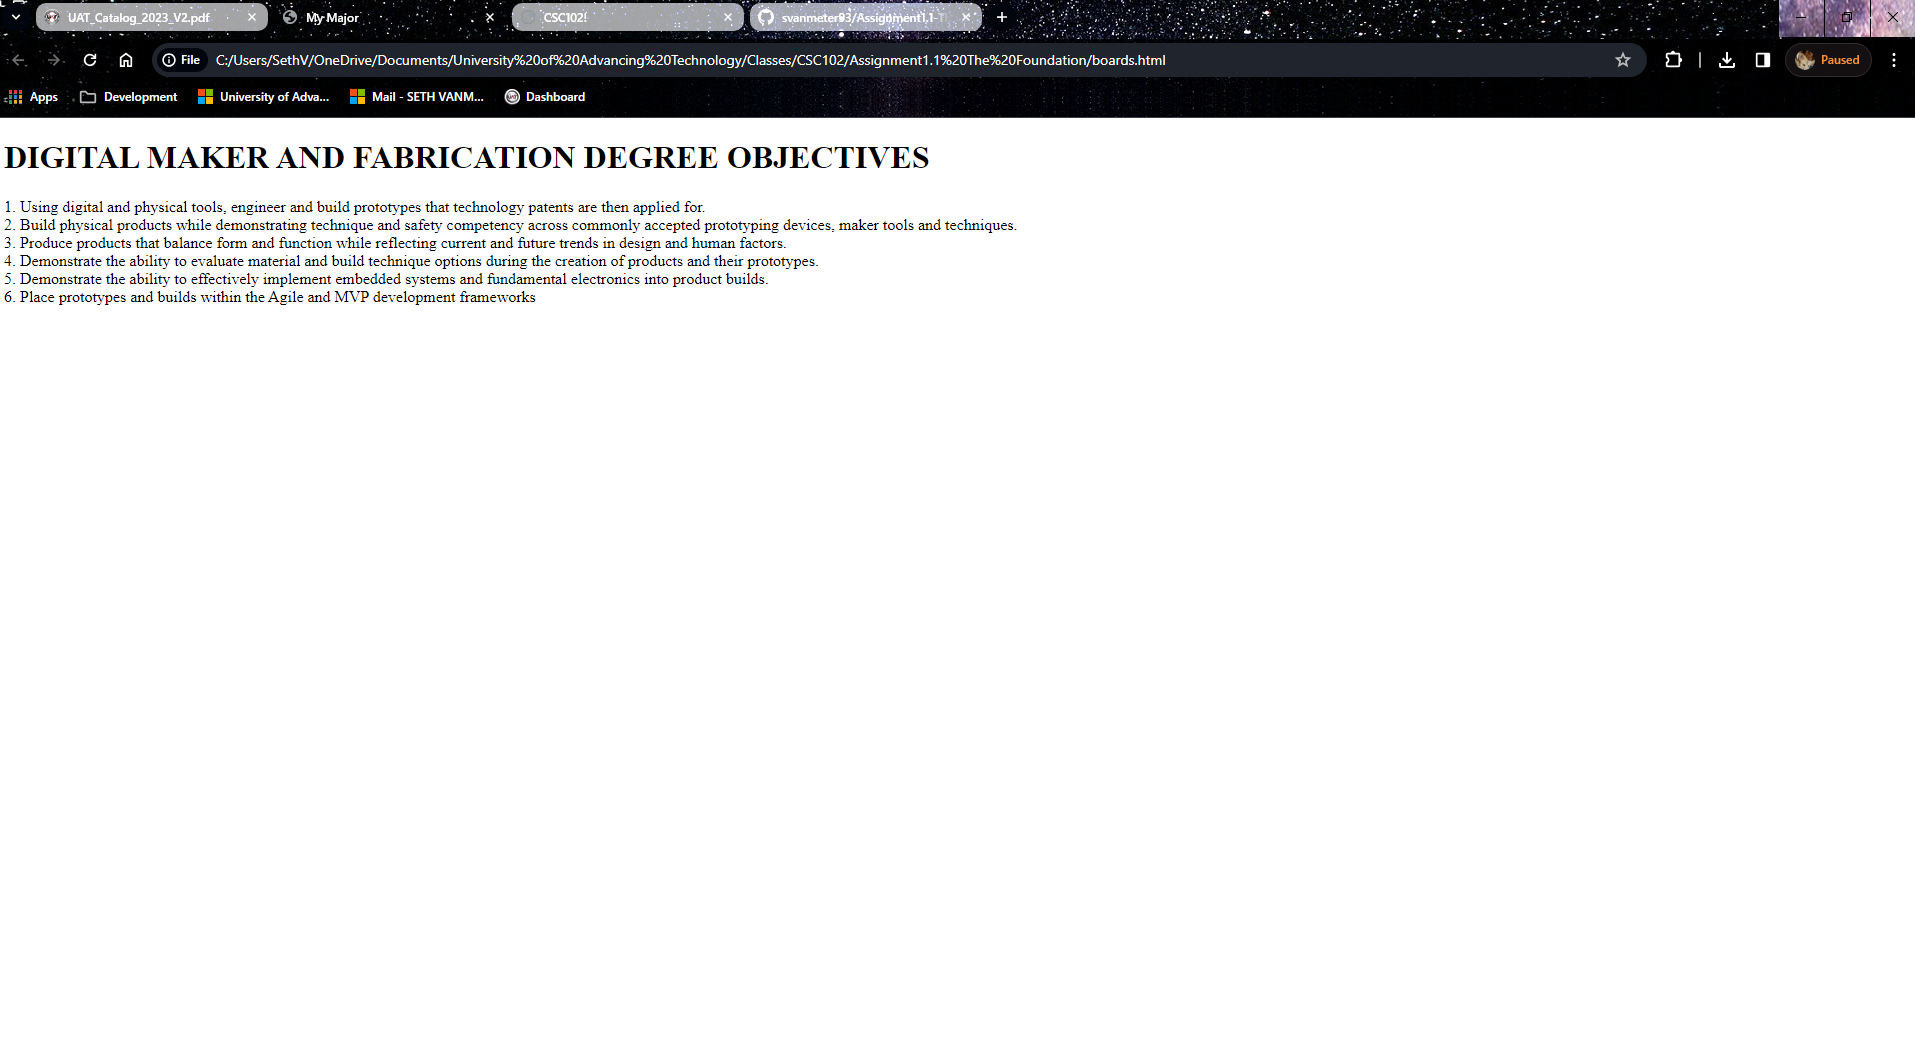 UAT_Catalog_2023_V2.pdf
My Major
CSC102!
svanmeter93/Assignment1.1-T
File
C:/Users/SethV/OneDrive/Documents/University%20of%20Advancing%20Technology/Classes/CSC102/Assignment1.1%20The%20Foundation/boards.html
Paused
Apps
Development
University of Adva...
Mail - SETH VANM...
Dashboard
DIGITAL MAKER AND FABRICATION DEGREE OBJECTIVES
1. Using digital and physical tools, engineer and build prototypes that technology patents are then applied for.
2. Build physical products while demonstrating technique and safety competency across commonly accepted prototyping devices, maker tools and techniques.
3. Produce products that balance form and function while reflecting current and future trends in design and human factors.
4. Demonstrate the ability to evaluate material and build technique options during the creation of products and their prototypes.
5. Demonstrate the ability to effectively implement embedded systems and fundamental electronics into product builds.
6. Place prototypes and builds within the Agile and MVP development frameworks